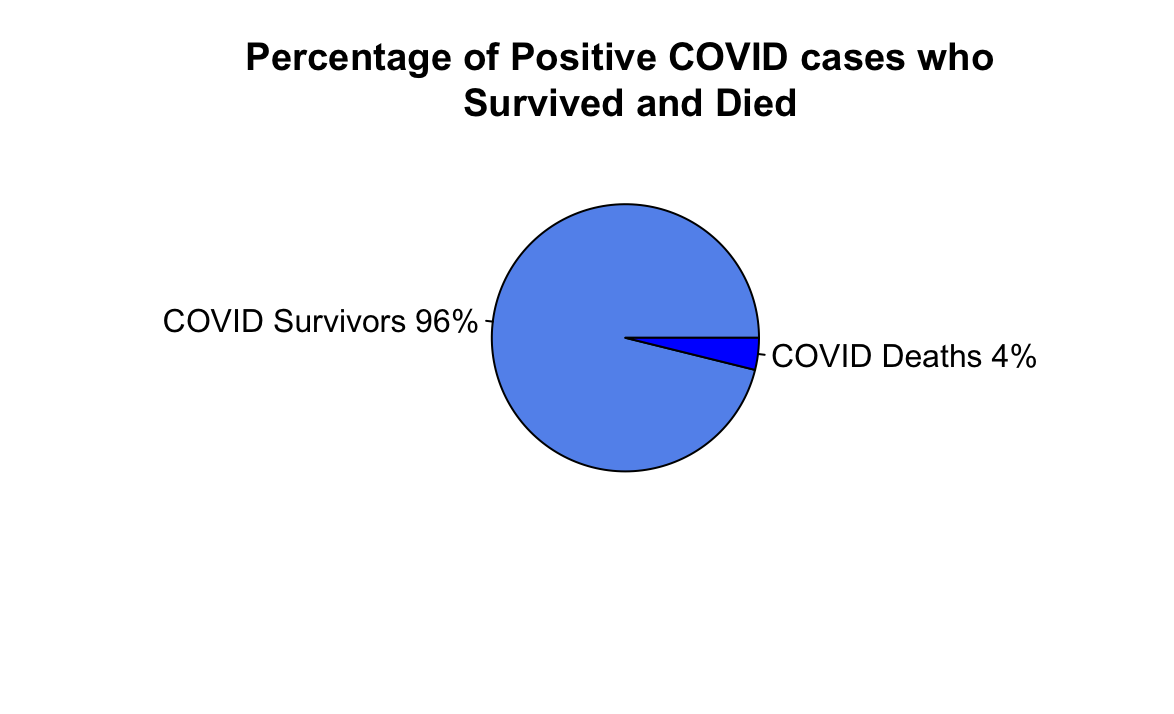 Percentage of Positive COVID cases who
Survived and Died
COVID Survivors 96%
COVID Deaths 4%